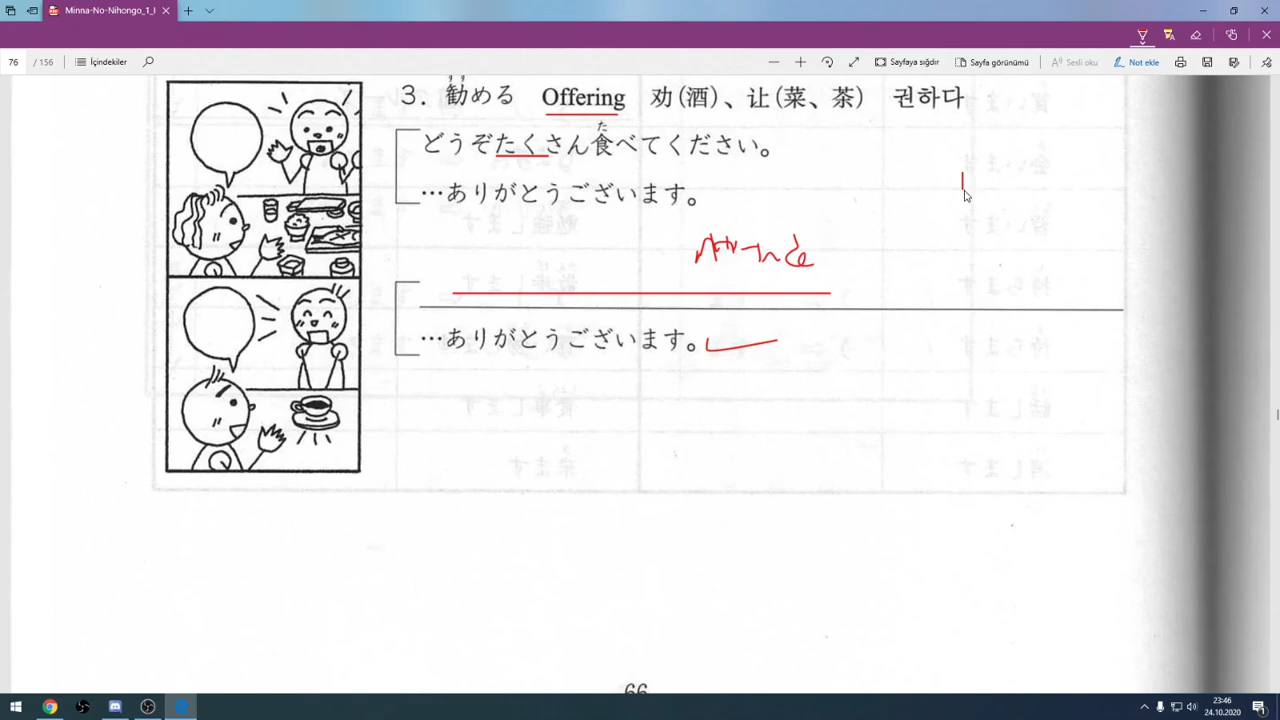 Minna-No-Nihongo_1_I
76 / 156 İçindekiler Sayfaya sığdır Sayfa görünümü Sesli oku Not ekle
すす
3. 勧める Offering 劝(酒)、让(菜、茶) 권하다
た
どうぞたくさん食べてください。
…ありがとうございます。
…ありがとうございます。
66
23:46
24.10.2020